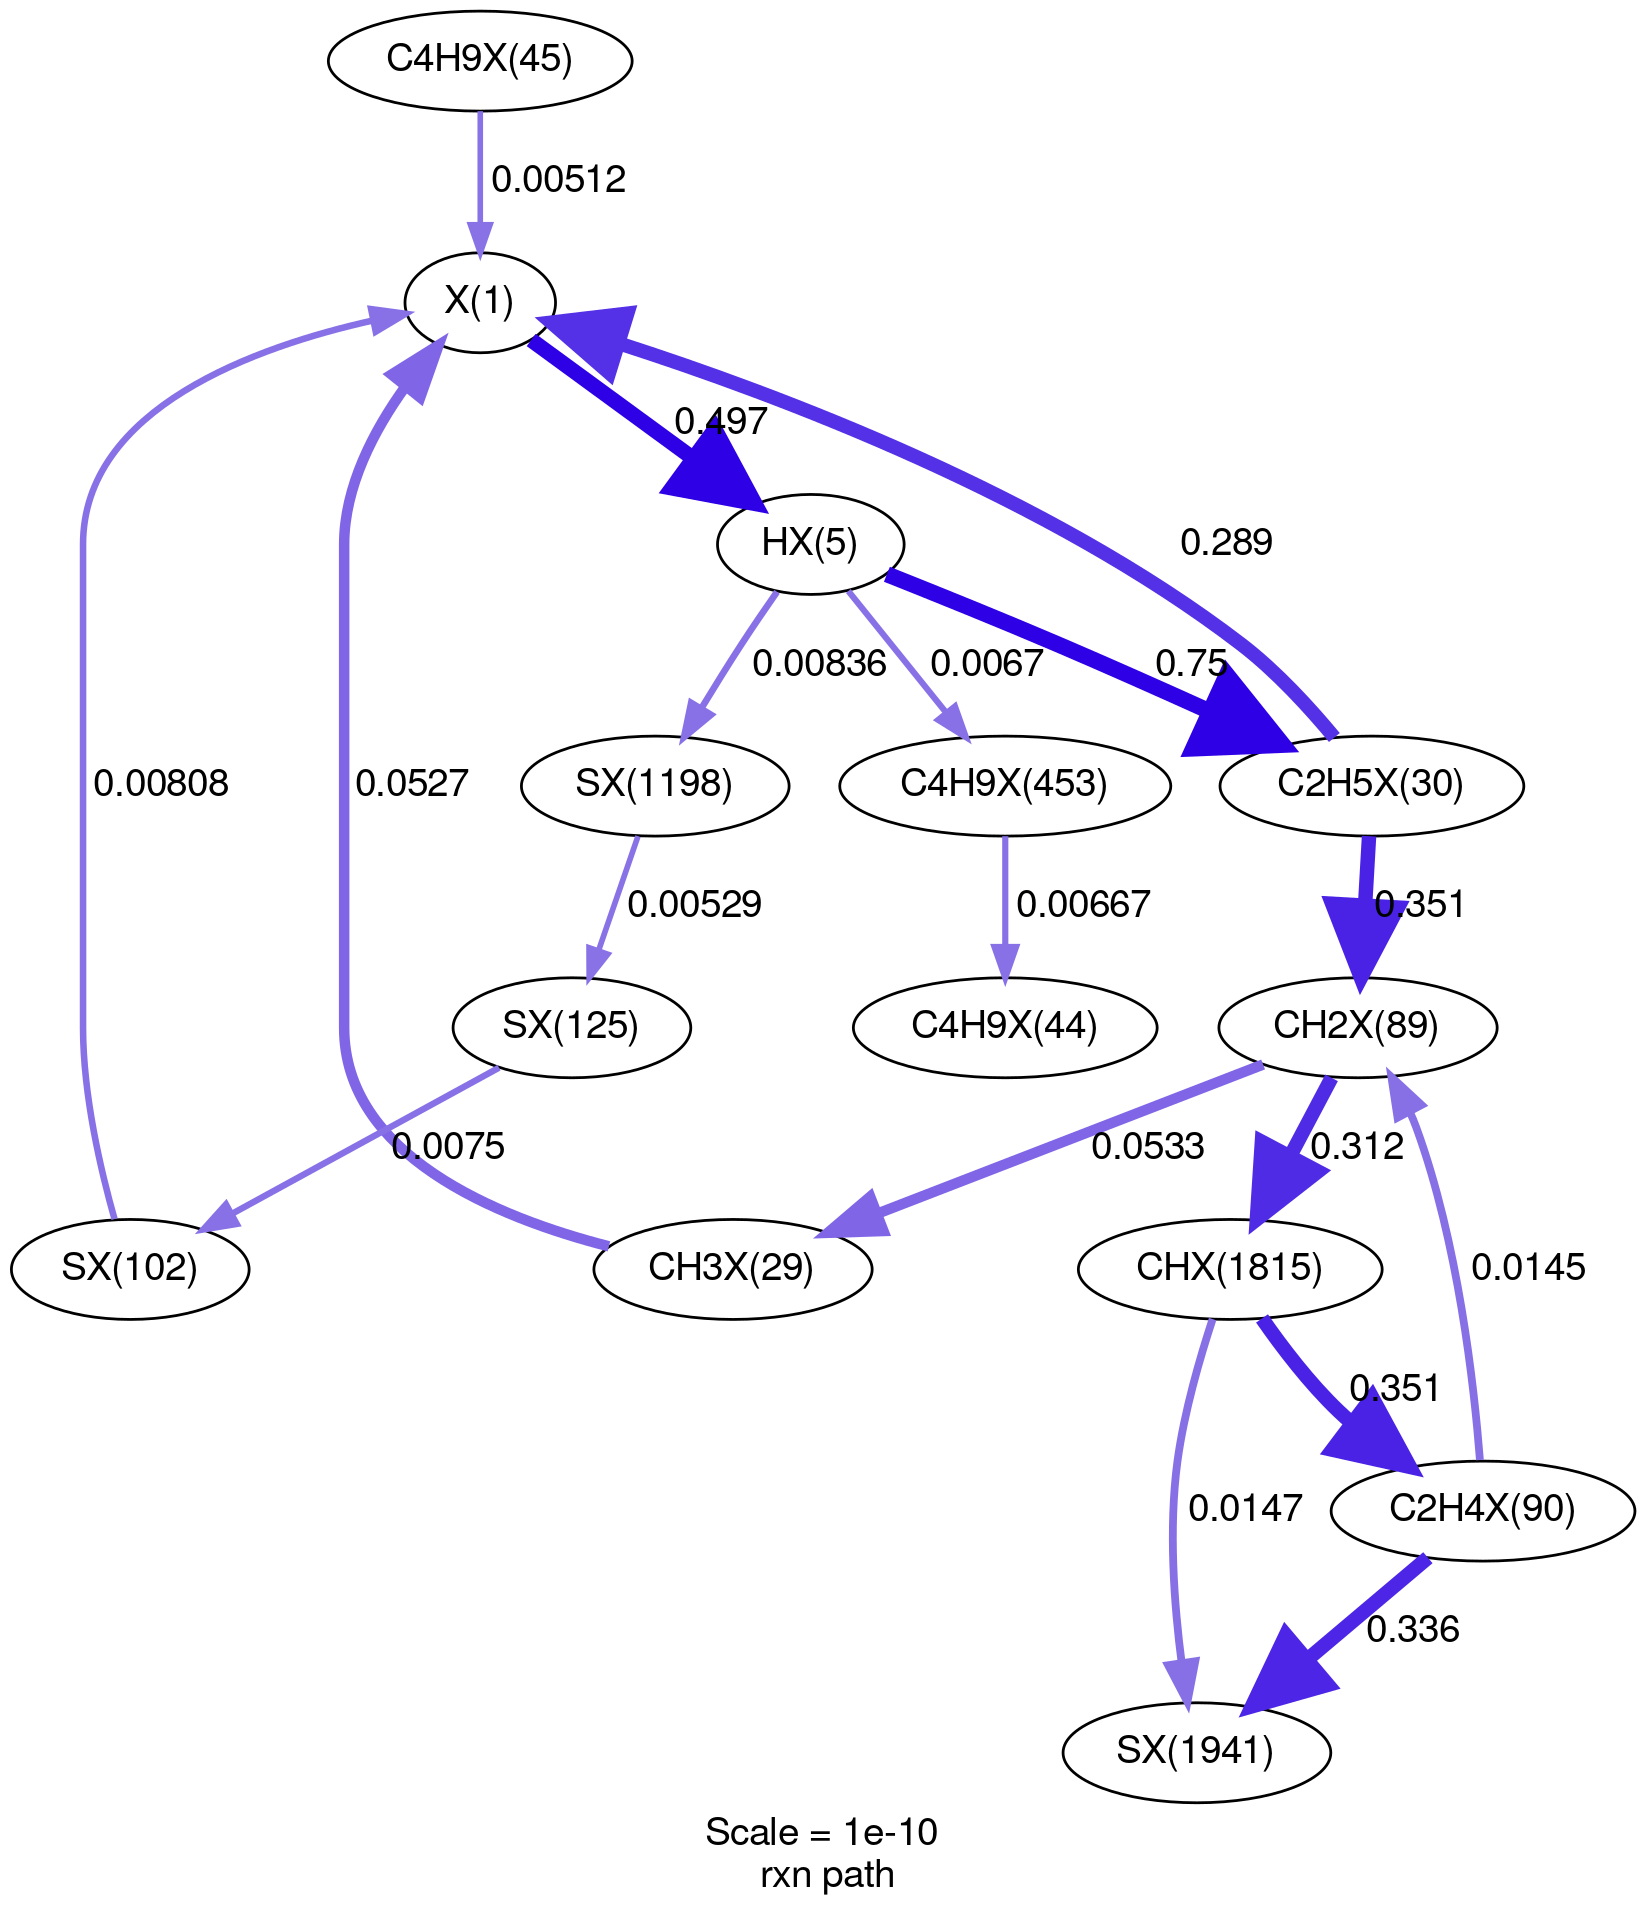 C4H9X(45)
0.00512
X(1)
0.497
HX(5)
0.289
0.00836
0.0067
0.75
0.00808
0.0527
SX(1198)
C4H9X(453)
C2H5X(30)
0.00529
0.00667
0.351
SX(125)
C4H9X(44)
CH2X(89)
0.0075
0.0533
0.312
SX(102)
CH3X(29)
CHX(1815)
0.0145
0.351
0.0147
C2H4X(90)
0.336
SX(1941)
Scale = 1e-10
rxn path